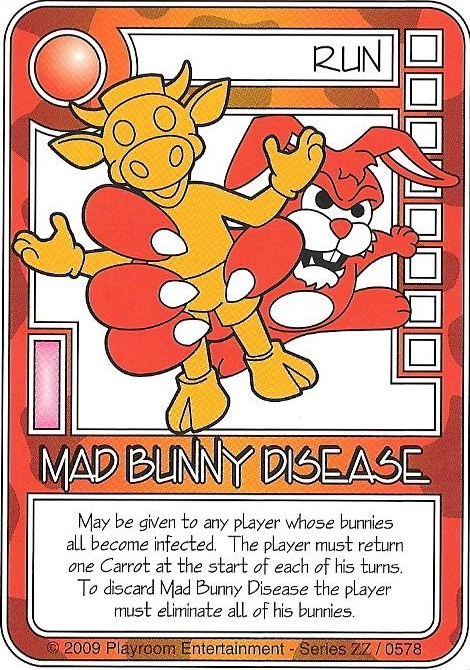 RUN
MAD BUNNY DISEASE
May be given to any player whose bunnies
all become infected. The player must return
one Carrot at the start of each of his turns.
To discard Mad Bunny Disease the player
must eliminate all of his bunnies.
© 2009 Playroom Entertainment - Series ZZ / 0578